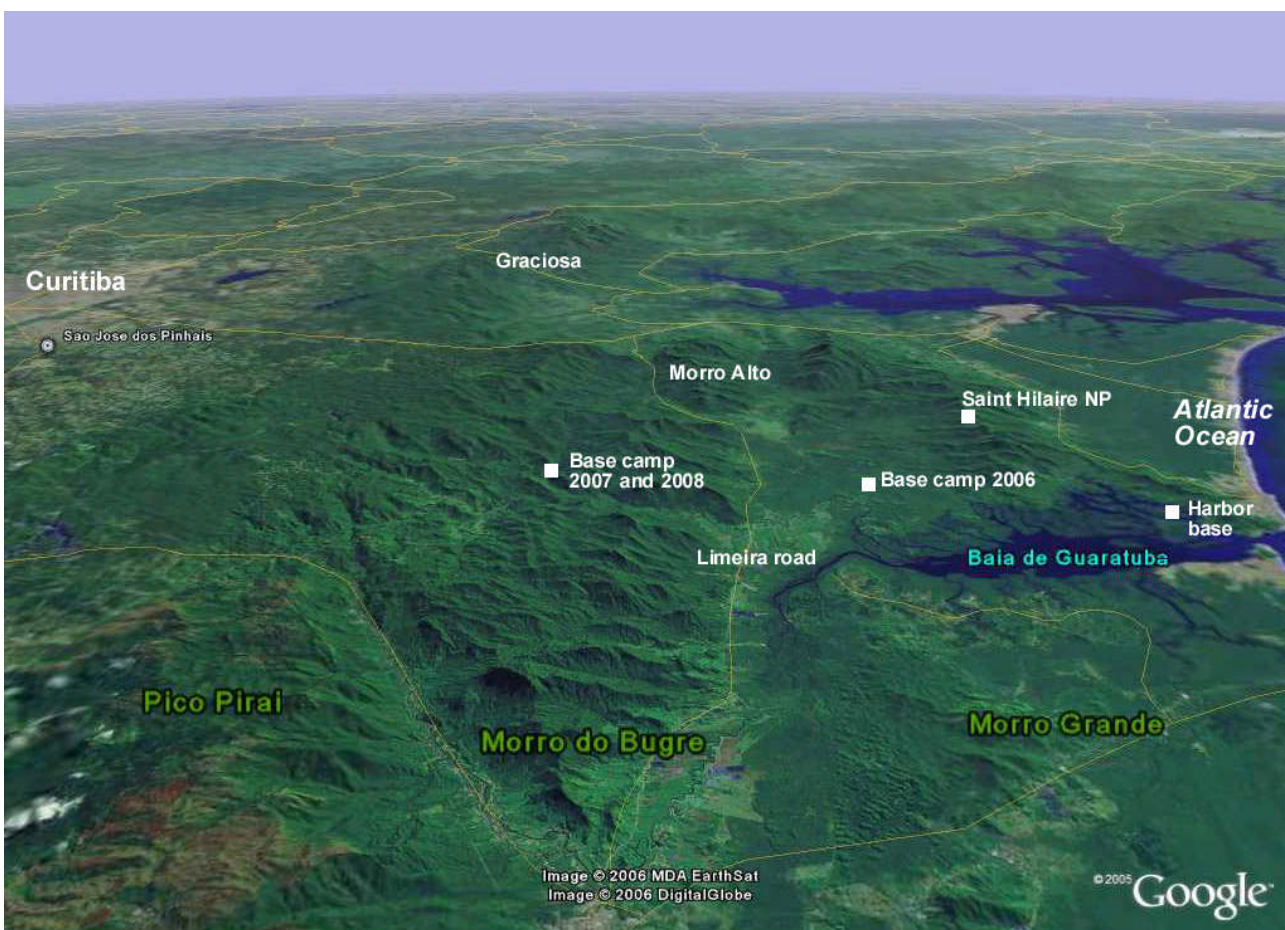 Graciosa
Curitiba
Sao Jose dos Pinhais
Morro Alto
Saint Hilaire NP
Atlantic
Ocean
Base camp
2007 and 2008
Base camp 2006
Harbor
base
Limeira road
Baia de Guaratuba
Pico Pirai
Morro do Bugre
Morro Grande
Image © 2006 MDA EarthSat
Image © 2006 DigitalGlobe
©2005 Google™